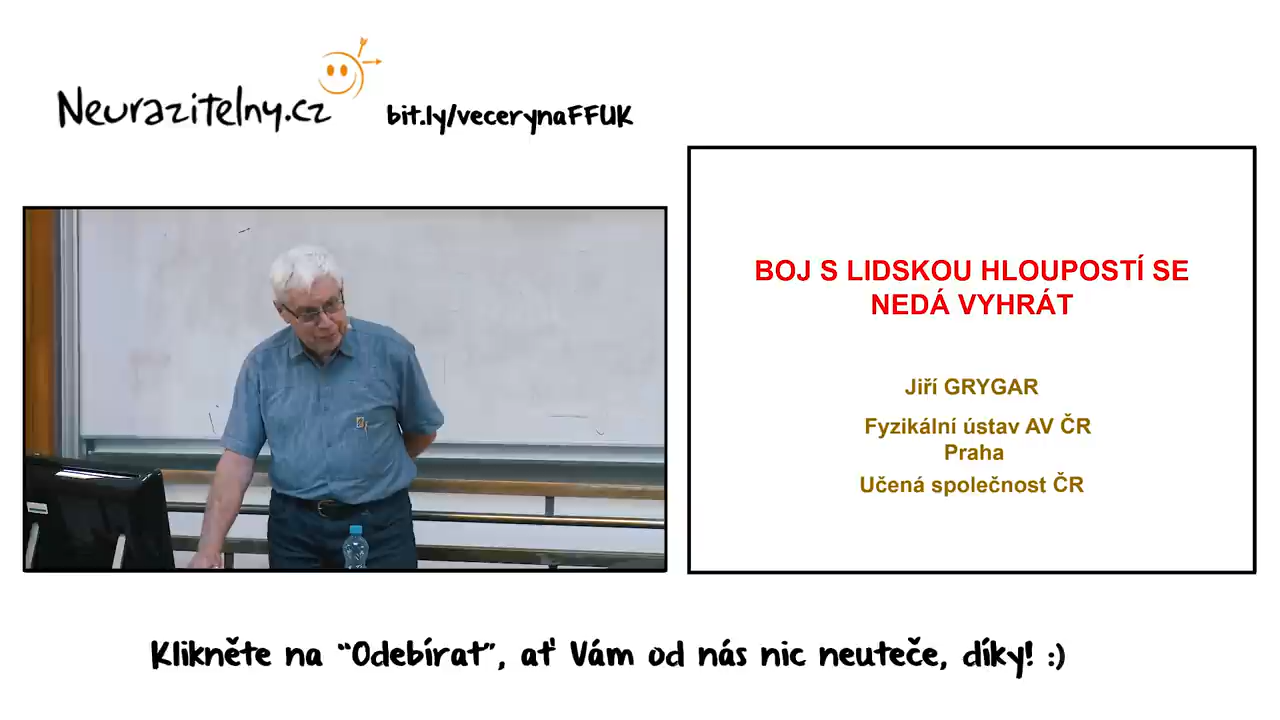 Neurazitelny.cz
bit.ly/vecerynaFFUK
BOJ S LIDSKOU HLOUPOSTÍ SE
NEDÁ VYHRÁT
Jiří GRYGAR
Fyzikální ústav AV ČR
Praha
Učená společnost ČR
Klikněte na “Odebírat”, ať Vám od nás nic neuteče, díky! :)